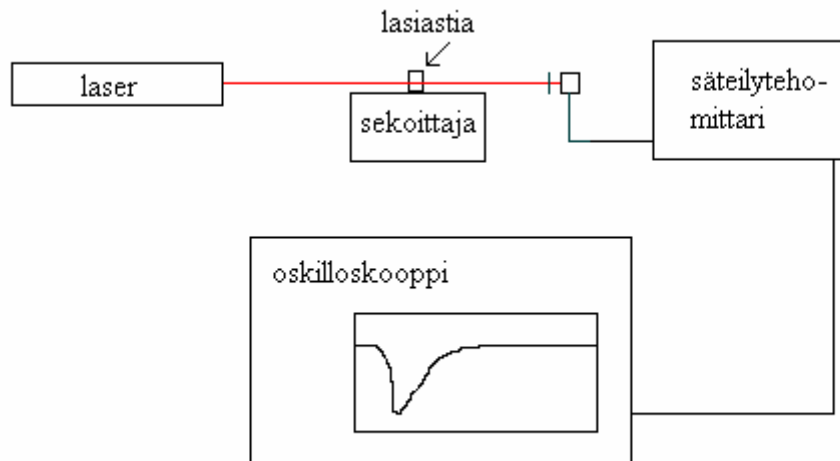 lasiastia
laser
sekoittaja
säteilyteho-
mittari
oskilloskooppi